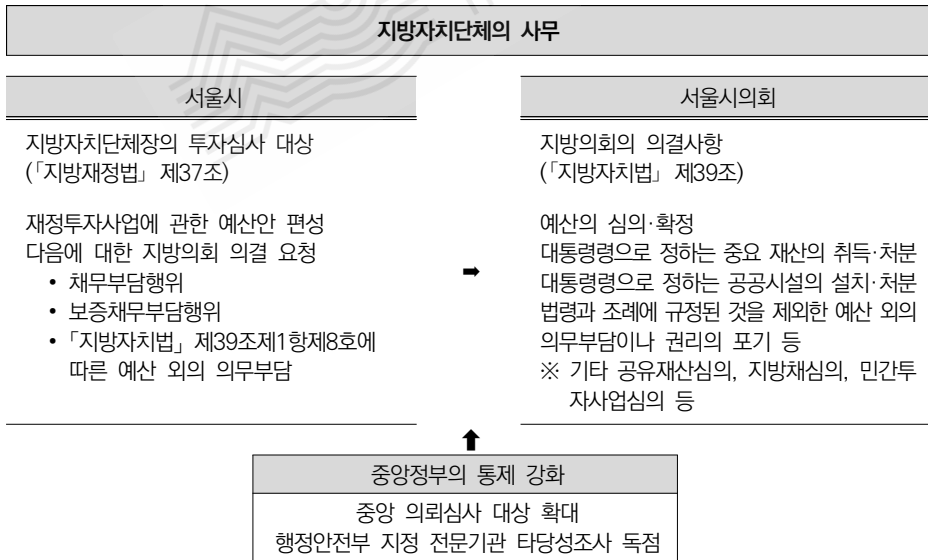 지방자치단체의 사무
서울시
지방자치단체장의 투자심사 대상
(「지방재정법」 제37조)
재정투자사업에 관한 예산안 편성
다음에 대한 지방의회 의결 요청
• 채무부담행위
• 보증채무부담행위
• 「지방자치법」 제39조제1항제8호에
따른 예산 외의 의무부담
➡
서울시의회
지방의회의 의결사항
(「지방자치법」 제39조)
예산의 심의·확정
대통령령으로 정하는 중요 재산의 취득·처분
대통령령으로 정하는 공공시설의 설치·처분
법령과 조례에 규정된 것을 제외한 예산 외의
의무부담이나 권리의 포기 등
※ 기타 공유재산심의, 지방채심의, 민간투
자사업심의 등
⬆
중앙정부의 통제 강화
중앙 의뢰심사 대상 확대
행정안전부 지정 전문기관 타당성조사 독점